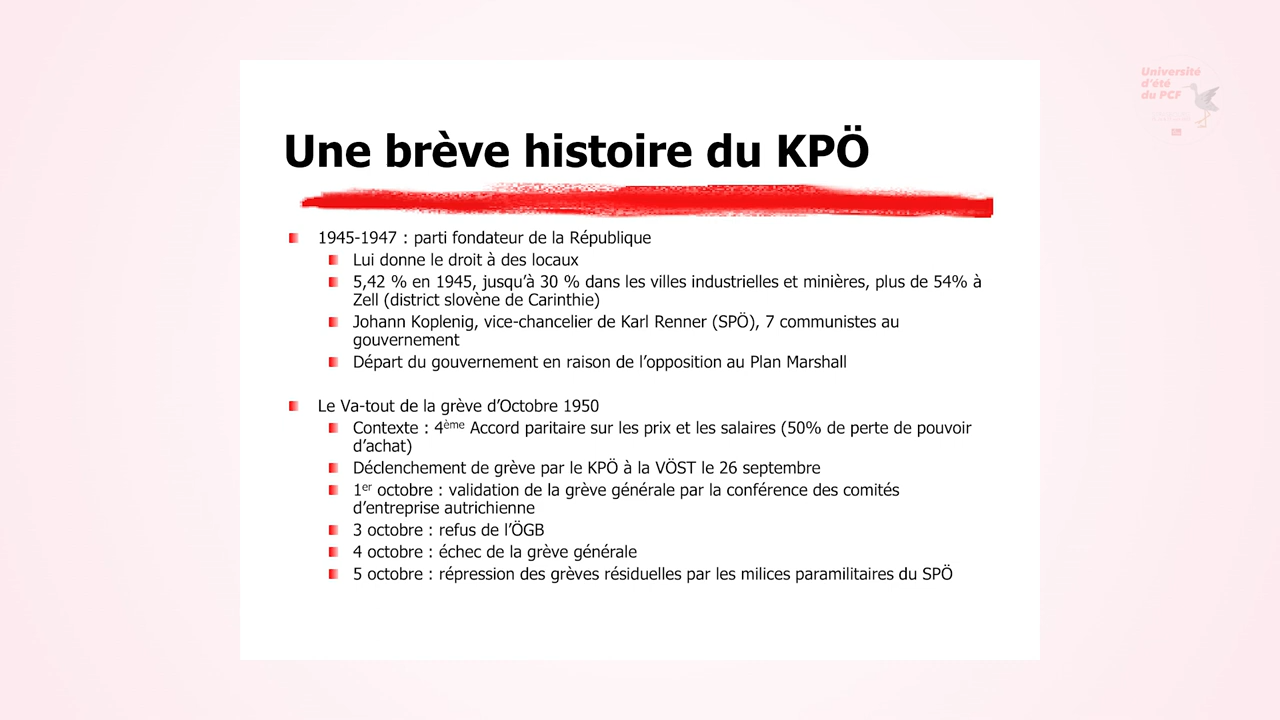 Université
d'été
du PCF
Une brève histoire du KPÖ
1945-1947 : parti fondateur de la République
Lui donne le droit à des locaux
5,42 % en 1945, jusqu'à 30 % dans les villes industrielles et minières, plus de 54% à
Zell (district slovène de Carinthie)
Johann Koplenig, vice-chancelier de Karl Renner (SPÖ), 7 communistes au
gouvernement
Départ du gouvernement en raison de l'opposition au Plan Marshall
Le Va-tout de la grève d'Octobre 1950
Contexte : 4ème Accord paritaire sur les prix et les salaires (50% de perte de pouvoir
d'achat)
Déclenchement de grève par le KPÖ à la VÖST le 26 septembre
1er octobre : validation de la grève générale par la conférence des comités
d'entreprise autrichienne
3 octobre : refus de l'ÖGB
4 octobre : échec de la grève générale
5 octobre : répression des grèves résiduelles par les milices paramilitaires du SPÖ